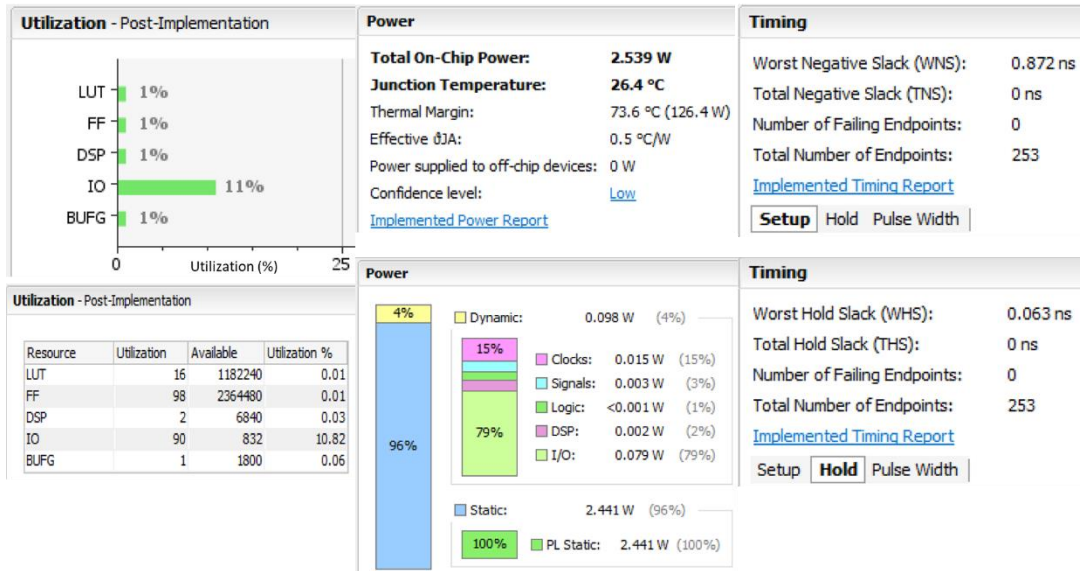 Utilization - Post-Implementation
LUT 1%
FF 1%
DSP 1%
IO 11%
BUFG 1%
0 25
Utilization (%)
Utilization - Post-Implementation
Resource Utilization Available Utilization %
LUT 16 1182240 0.01
FF 98 2364480 0.01
DSP 2 6840 0.03
IO 90 832 10.82
BUFG 1 1800 0.06
Power
Total On-Chip Power: 2.539 W
Junction Temperature: 26.4 °C
Thermal Margin: 73.6 °C (126.4 W)
Effective ϑJA: 0.5 °C/W
Power supplied to off-chip devices: 0 W
Confidence level: Low
Implemented Power Report
Power
4%
96%
Dynamic: 0.098 W (4%)
15%
79%
Clocks: 0.015 W (15%)
Signals: 0.003 W (3%)
Logic: <0.001 W (1%)
DSP: 0.002 W (2%)
I/O: 0.079 W (79%)
Static: 2.441 W (96%)
100% PL Static: 2.441 W (100%)
Timing
Worst Negative Slack (WNS): 0.872 ns
Total Negative Slack (TNS): 0 ns
Number of Failing Endpoints: 0
Total Number of Endpoints: 253
Implemented Timing Report
Setup Hold Pulse Width
Timing
Worst Hold Slack (WHS): 0.063 ns
Total Hold Slack (THS): 0 ns
Number of Failing Endpoints: 0
Total Number of Endpoints: 253
Implemented Timing Report
Setup Hold Pulse Width